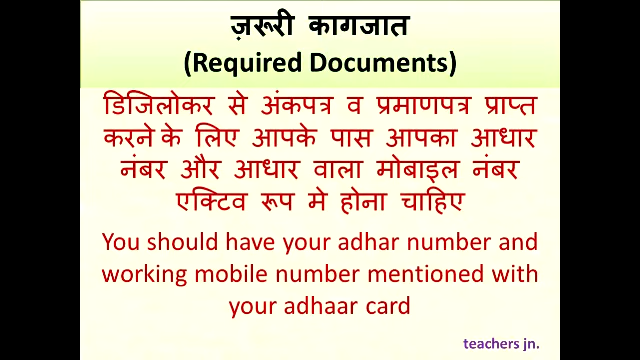 ज़रूरी कागजात
(Required Documents)
डिजिलोकर से अंकपत्र व प्रमाणपत्र प्राप्त
करने के लिए आपके पास आपका आधार
नंबर और आधार वाला मोबाइल नंबर
एक्टिव रूप मे होना चाहिए
You should have your adhar number and
working mobile number mentioned with
your adhaar card
teachers jn.